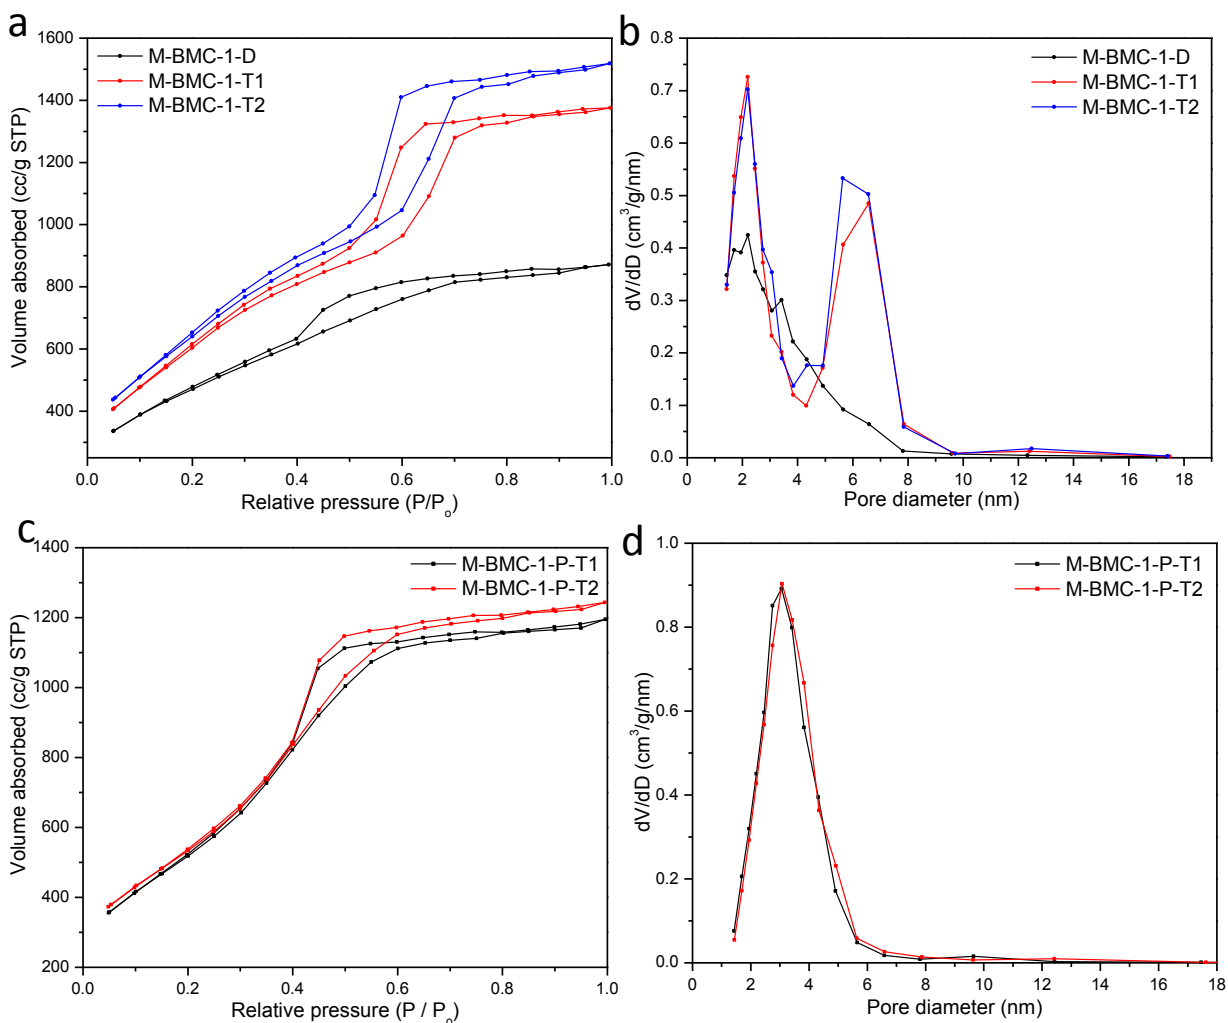 a
1600
1400
1200
1000
800
600
400
Volume absorbed (cc/g STP)
M-BMC-1-D
M-BMC-1-T1
M-BMC-1-T2
0.0 0.2 0.4 0.6 0.8 1.0
Relative pressure (P/Po)
b
0.8
0.7
0.6
0.5
0.4
0.3
0.2
0.1
0.0
dV/dD (cm³/g/nm)
M-BMC-1-D
M-BMC-1-T1
M-BMC-1-T2
0 2 4 6 8 10 12 14 16 18
Pore diameter (nm)
c
1400
1200
1000
800
600
400
200
Volume absorbed (cc/g STP)
M-BMC-1-P-T1
M-BMC-1-P-T2
0.0 0.2 0.4 0.6 0.8 1.0
Relative pressure (P / Po)
d
1.0
0.8
0.6
0.4
0.2
0.0
dV/dD (cm³/g/nm)
M-BMC-1-P-T1
M-BMC-1-P-T2
0 2 4 6 8 10 12 14 16 18
Pore diameter (nm)